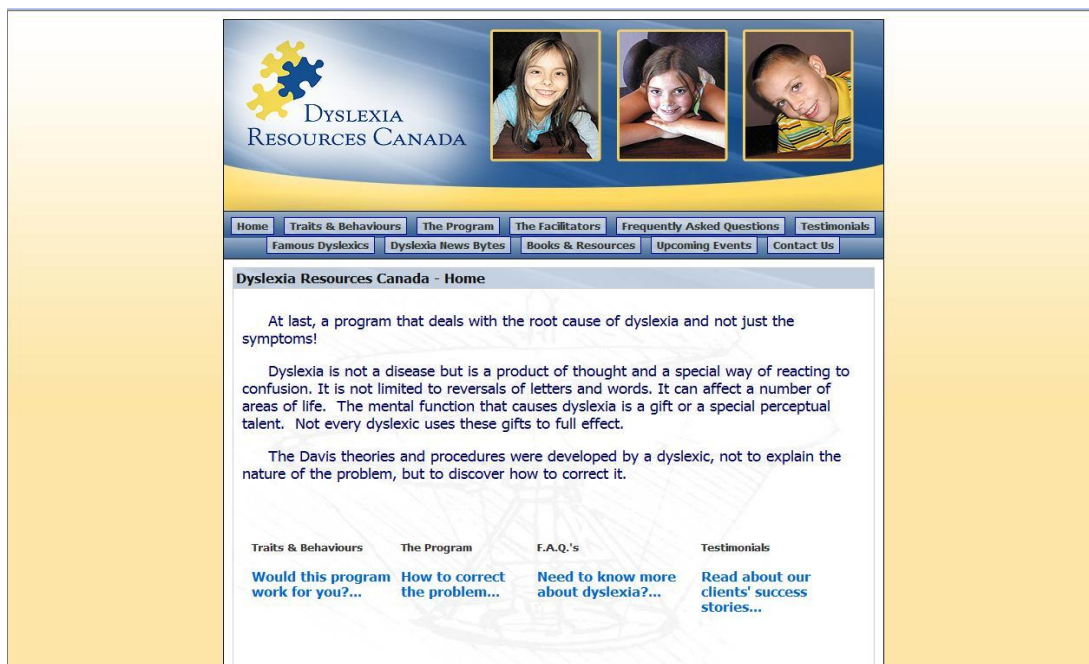 DYSLEXIA
RESOURCES CANADA
Home Traits & Behaviours The Program The Facilitators Frequently Asked Questions Testimonials
Famous Dyslexics Dyslexia News Bytes Books & Resources Upcoming Events Contact Us
Dyslexia Resources Canada - Home
At last, a program that deals with the root cause of dyslexia and not just the
symptoms!
Dyslexia is not a disease but is a product of thought and a special way of reacting to
confusion. It is not limited to reversals of letters and words. It can affect a number of
areas of life. The mental function that causes dyslexia is a gift or a special perceptual
talent. Not every dyslexic uses these gifts to full effect.
The Davis theories and procedures were developed by a dyslexic, not to explain the
nature of the problem, but to discover how to correct it.
Traits & Behaviours The Program F.A.Q.'s Testimonials
Would this program How to correct Need to know more Read about our
work for you?... the problem... about dyslexia?... clients' success
stories...